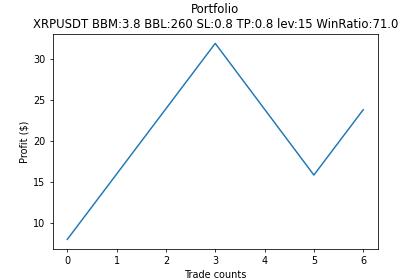 Portfolio
XRPUSDT BBM:3.8 BBL:260 SL:0.8 TP:0.8 lev:15 WinRatio:71.0
30
25
20
15
10
Profit ($)
0 1 2 3 4 5 6
Trade counts